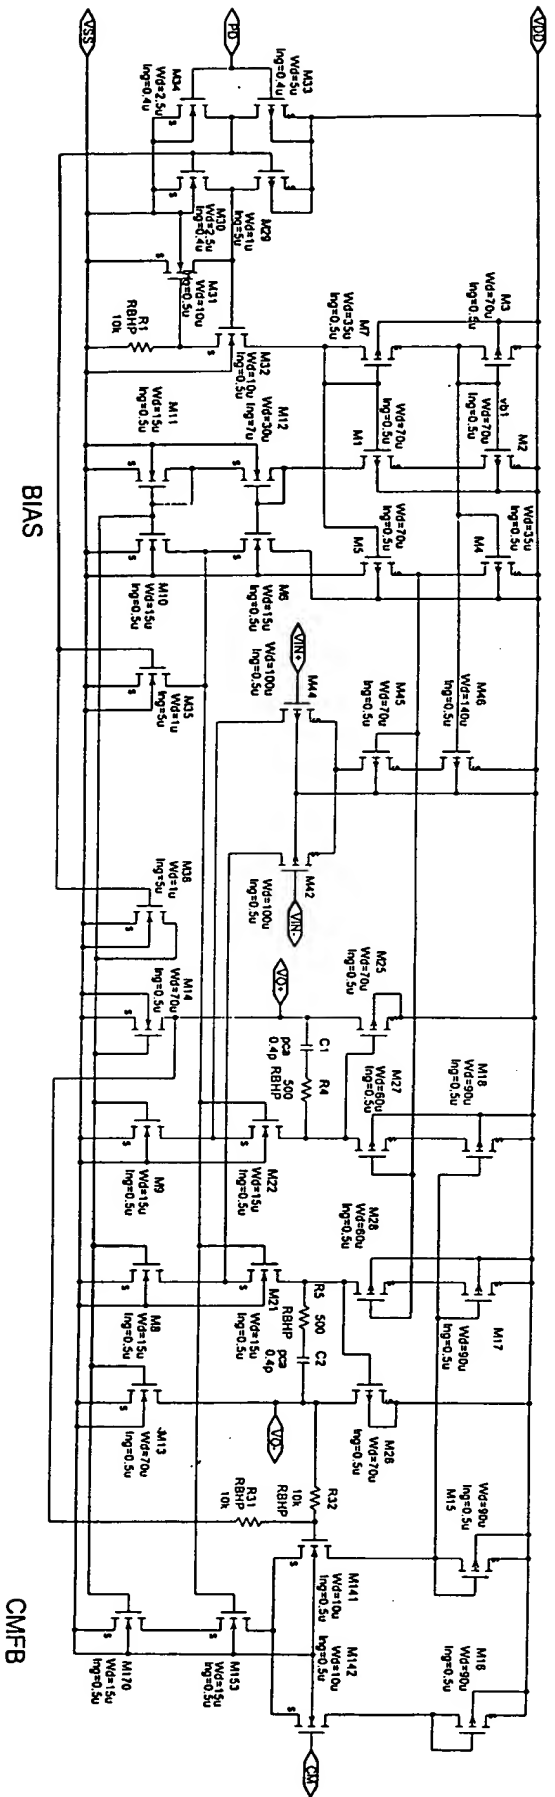 VDD
PD
VSS
M33
Wd=5u
lng=0.4u
M34
Wd=2.5u
lng=0.4u
M29
Wd=1u
lng=5u
M30
Wd=2.5u
lng=0.4u
M31
Wd=10u
lng=0.5u
R1
RBHP
10k
M32
Wd=10u
lng=0.5u
M3
Wd=70u
lng=0.5u
M7
Wd=35u
lng=0.5u
vb1
Wd=70u
lng=0.5u
M2
Wd=70u
lng=0.5u
M1
M12
Wd=30u
lng=7u
M11
Wd=15u
lng=0.5u
Wd=35u
lng=0.5u
M4
Wd=70u
lng=0.5u
M5
M6
Wd=15u
lng=0.5u
M10
Wd=15u
lng=0.5u
M35
Wd=1u
lng=5u
M46
Wd=140u
lng=0.5u
M45
Wd=70u
lng=0.5u
VIN+
M44
Wd=100u
lng=0.5u
M42
Wd=100u
lng=0.5u
VIN-
M36
Wd=1u
lng=5u
M14
Wd=70u
lng=0.5u
VO+
M25
Wd=70u
lng=0.5u
C1
pca
0.4p
R4
500
RBHP
M18
Wd=90u
lng=0.5u
M27
Wd=60u
lng=0.5u
M22
Wd=15u
lng=0.5u
M9
Wd=15u
lng=0.5u
M28
Wd=60u
lng=0.5u
M17
Wd=90u
lng=0.5u
M21
Wd=15u
lng=0.5u
M8
Wd=15u
lng=0.5u
R5
500
RBHP
C2
pca
0.4p
M26
Wd=70u
lng=0.5u
VO-
M13
Wd=70u
lng=0.5u
R32
10k
RBHP
R31
RBHP
10k
Wd=90u
lng=0.5u
M15
M16
Wd=90u
lng=0.5u
M141
Wd=10u
lng=0.5u
M142
Wd=10u
lng=0.5u
M153
Wd=15u
lng=0.5u
M170
Wd=15u
lng=0.5u
CM
BIAS
CMFB